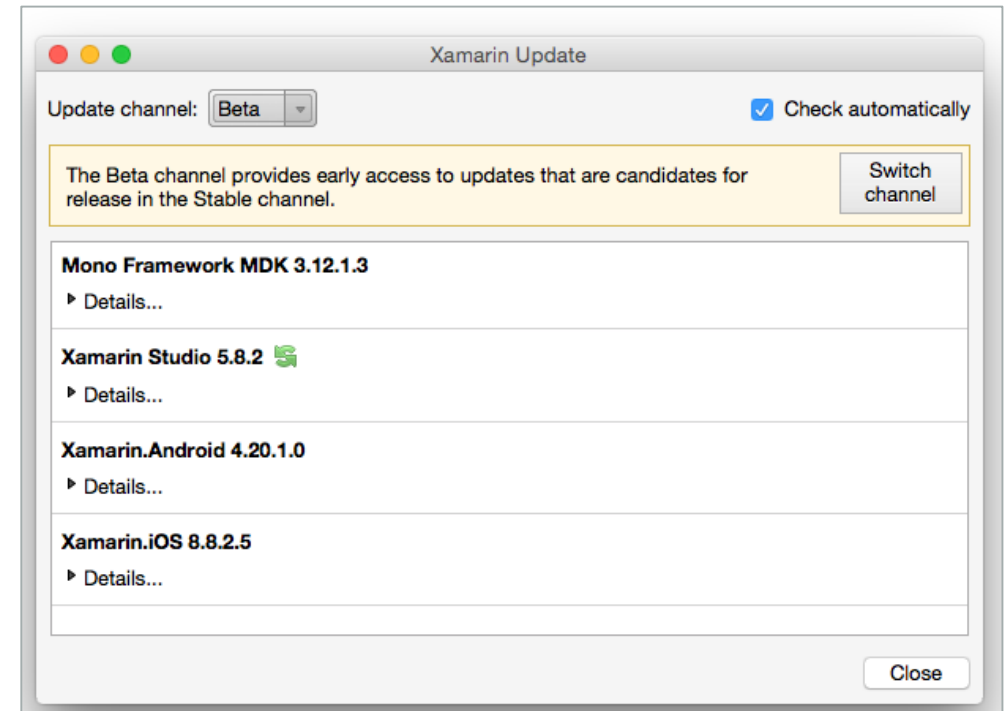 Xamarin Update
Update channel: Beta Check automatically
The Beta channel provides early access to updates that are candidates for
release in the Stable channel.
Switch
channel
Mono Framework MDK 3.12.1.3
Details...
Xamarin Studio 5.8.2
Details...
Xamarin.Android 4.20.1.0
Details...
Xamarin.iOS 8.8.2.5
Details...
Close